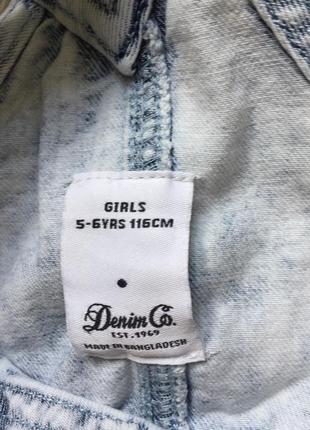 GIRLS
5-6YRS 116CM
Denim Co.
EST.1969
MADE IN BANGLADESH